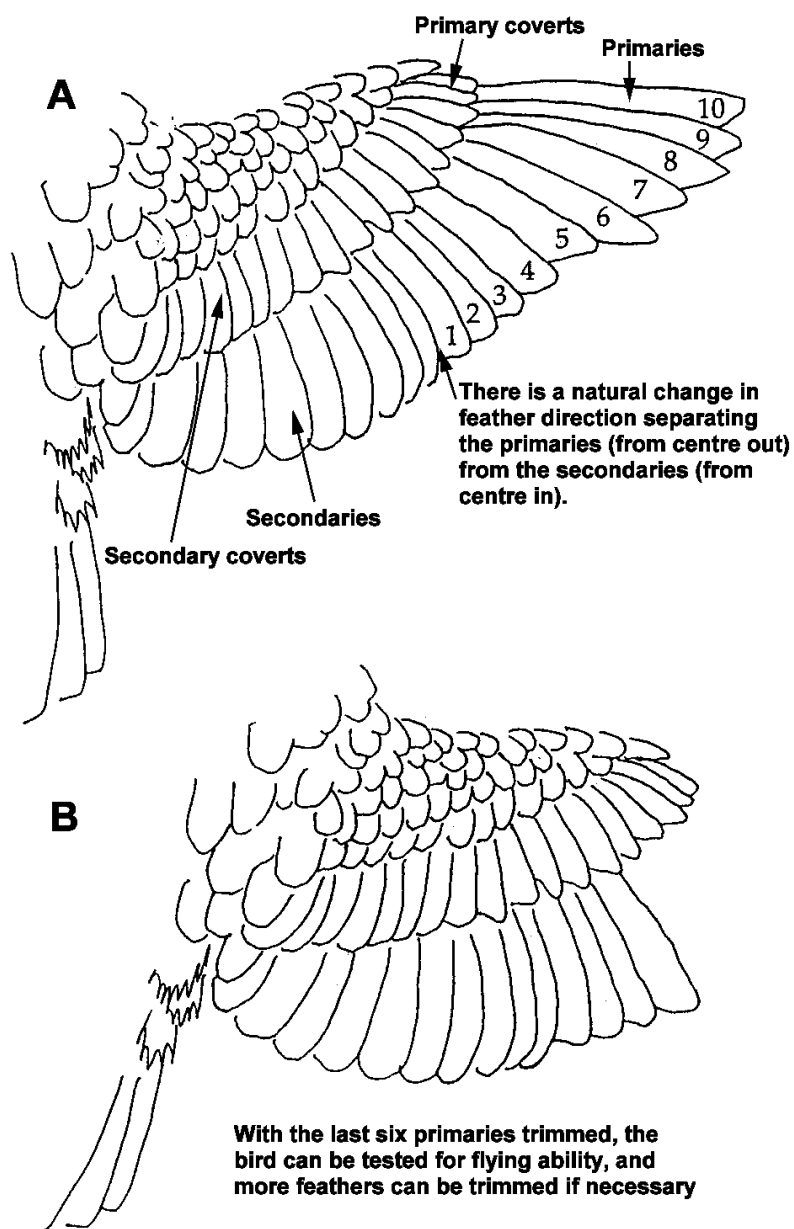 Primary coverts
Primaries
A
10
9
8
7
6
5
4
3
2
1
There is a natural change in
feather direction separating
the primaries (from centre out)
from the secondaries (from
centre in).
Secondaries
Secondary coverts
B
With the last six primaries trimmed, the
bird can be tested for flying ability, and
more feathers can be trimmed if necessary